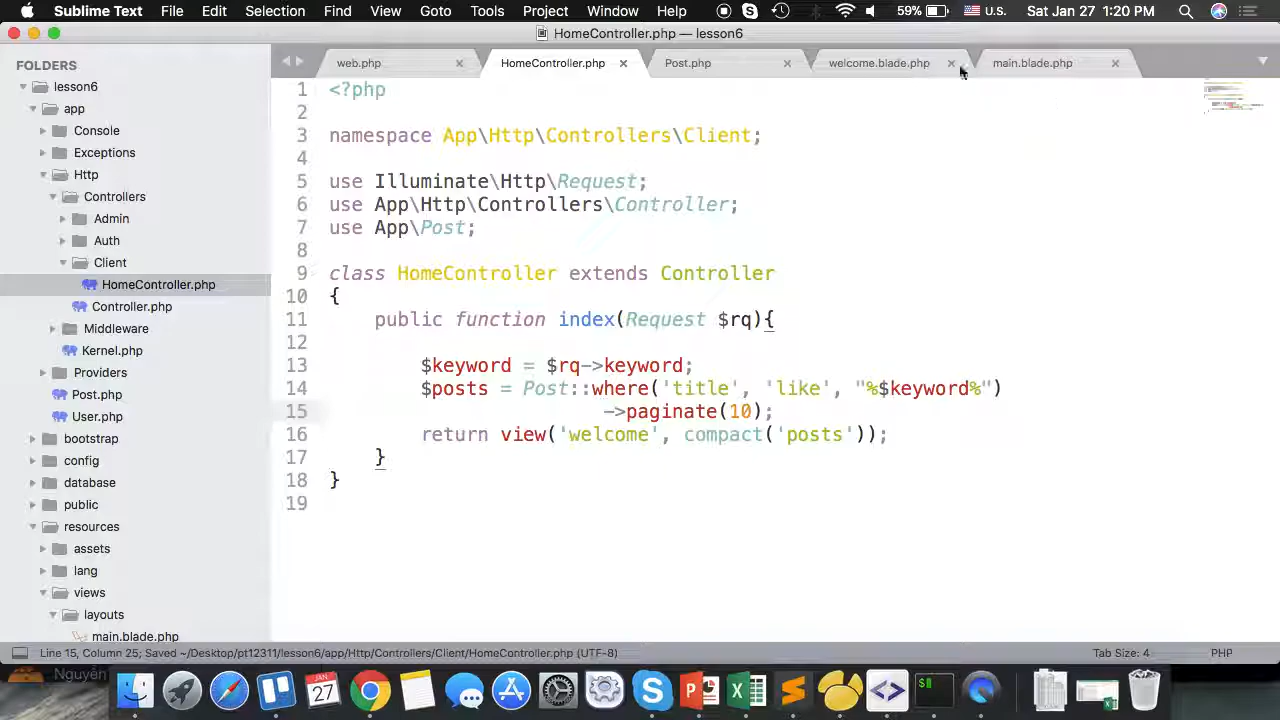 Sublime Text File Edit Selection Find View Goto Tools Project Window Help 59% U.S. Sat Jan 27 1:20 PM
HomeController.php — lesson6
FOLDERS
lesson6
app
Console
Exceptions
Http
Controllers
Admin
Auth
Client
HomeController.php
Controller.php
Middleware
Kernel.php
Providers
Post.php
User.php
bootstrap
config
database
public
resources
assets
lang
views
layouts
main.blade.php
web.php HomeController.php Post.php welcome.blade.php main.blade.php
1 <?php
2
3 namespace App\Http\Controllers\Client;
4
5 use Illuminate\Http\Request;
6 use App\Http\Controllers\Controller;
7 use App\Post;
8
9 class HomeController extends Controller
10 {
11 public function index(Request $rq){
12
13 $keyword = $rq->keyword;
14 $posts = Post::where('title', 'like', "%$keyword%")
15 ->paginate(10);
16 return view('welcome', compact('posts'));
17 }
18 }
19
Line 15, Column 25; Saved ~/Desktop/pt12311/lesson6/app/Http/Controllers/Client/HomeController.php (UTF-8) Tab Size: 4 PHP
Nguyễn
JAN
27